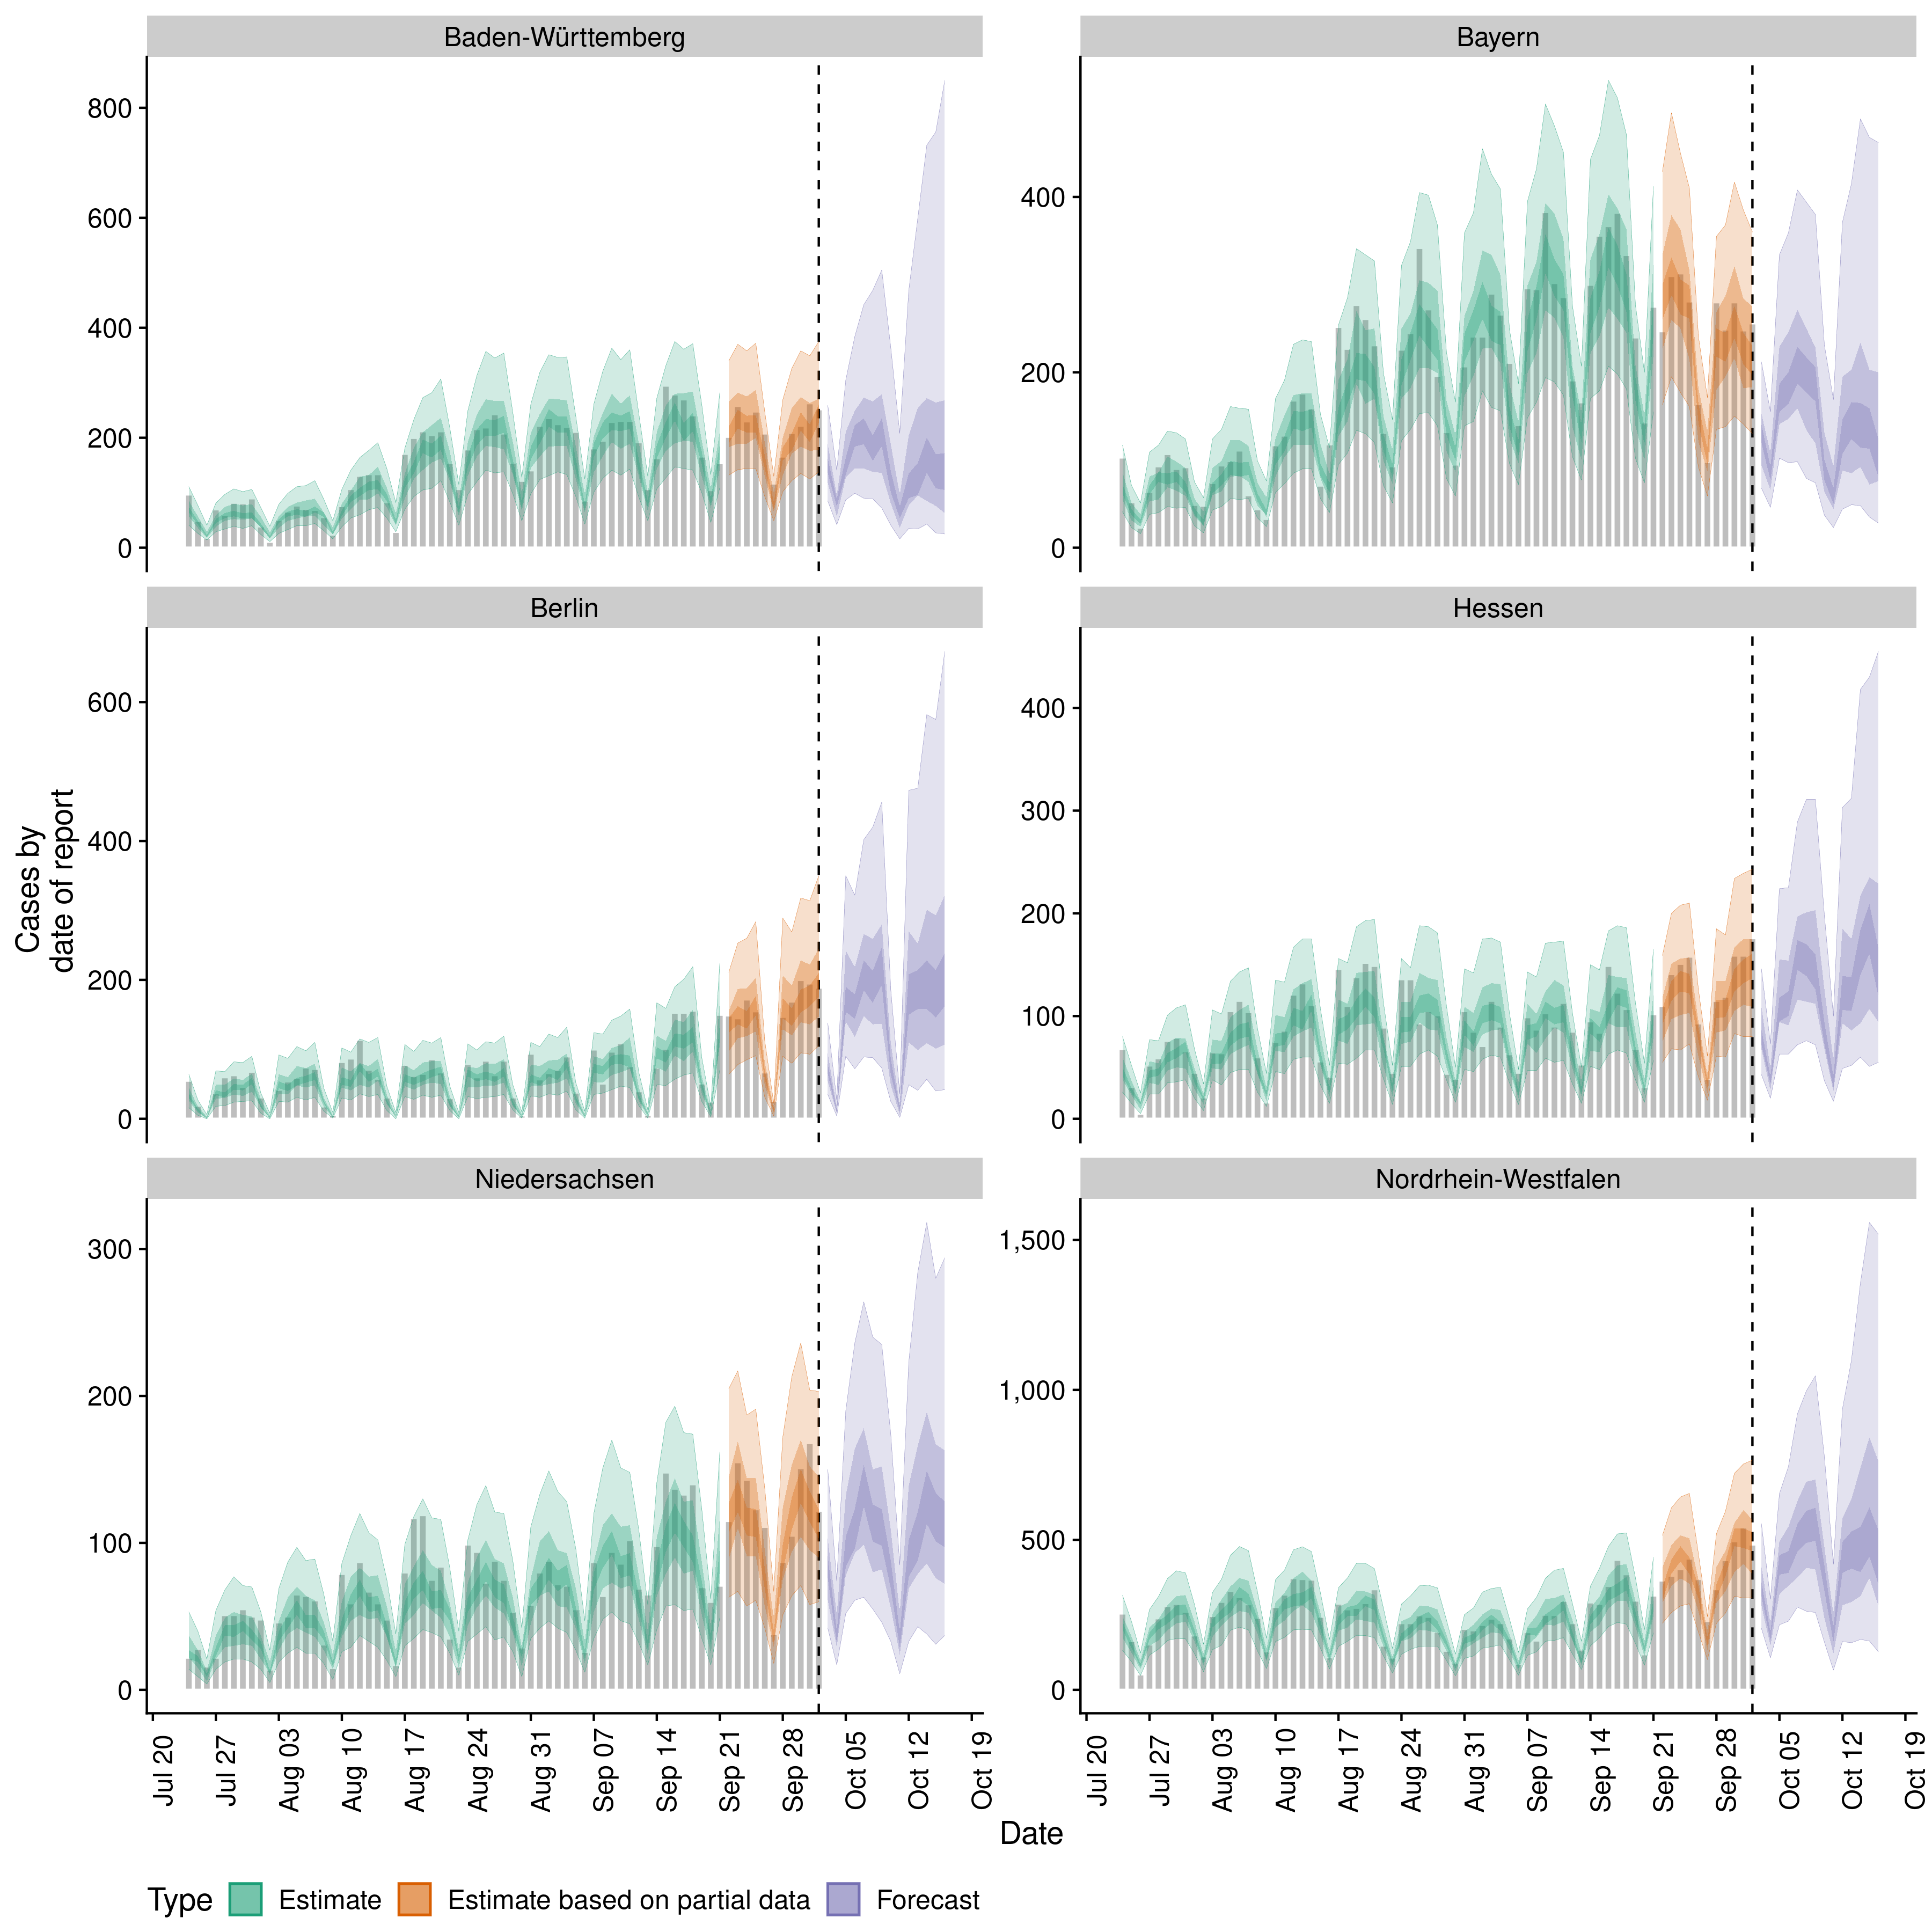 Baden-Württemberg
Bayern
800
600
400
200
0
400
200
0
Berlin
Hessen
600
400
200
0
400
300
200
100
0
Cases by
date of report
Niedersachsen
Nordrhein-Westfalen
300
200
100
0
1,500
1,000
500
0
Jul 20
Jul 27
Aug 03
Aug 10
Aug 17
Aug 24
Aug 31
Sep 07
Sep 14
Sep 21
Sep 28
Oct 05
Oct 12
Oct 19
Jul 20
Jul 27
Aug 03
Aug 10
Aug 17
Aug 24
Aug 31
Sep 07
Sep 14
Sep 21
Sep 28
Oct 05
Oct 12
Oct 19
Date
Type Estimate Estimate based on partial data Forecast